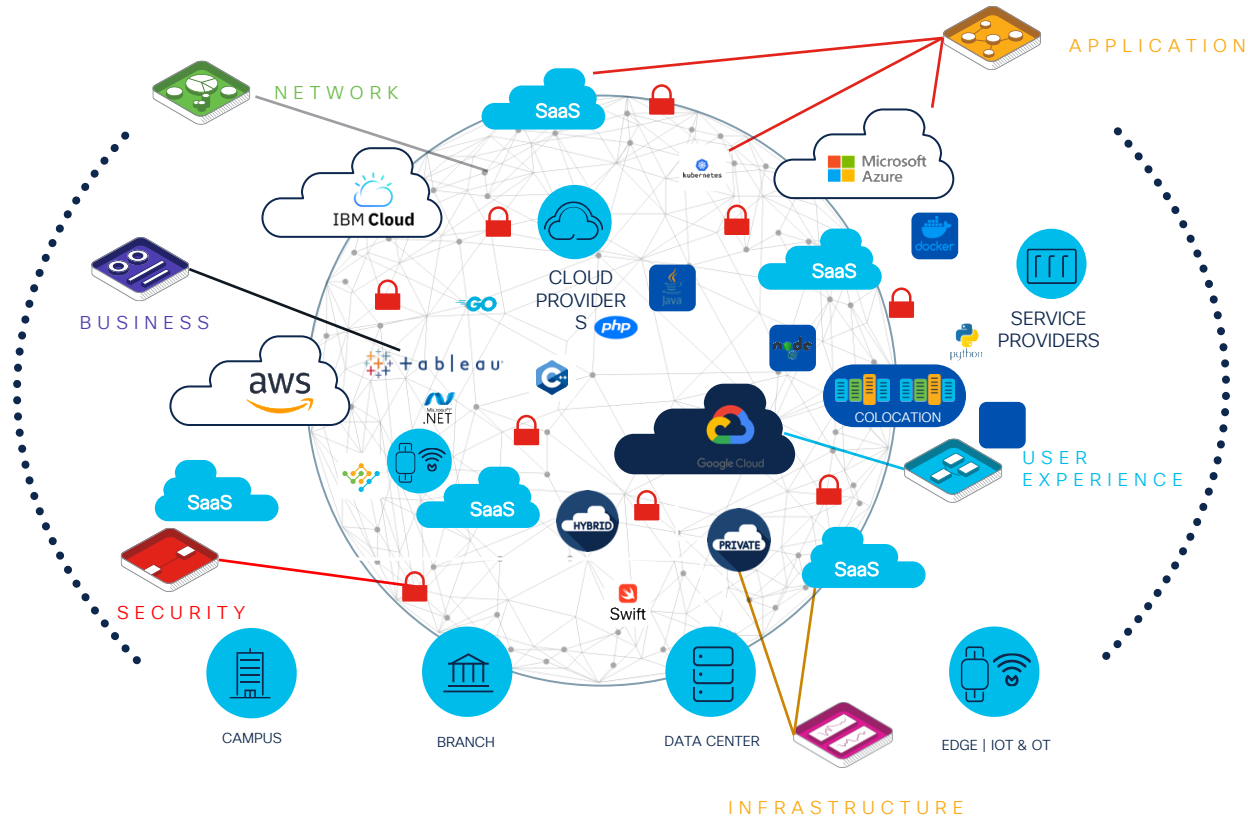 APPLICATION
NETWORK
SaaS
Microsoft
Azure
kubernetes
IBM Cloud
docker
CLOUD
PROVIDER
S
SaaS
Java
GO
php
SERVICE
PROVIDERS
BUSINESS
node
python
+ableau
aws
C++
Microsoft
.NET
COLOCATION
Google Cloud
USER
EXPERIENCE
SaaS
SaaS
HYBRID
PRIVATE
SaaS
SECURITY
Swift
CAMPUS
BRANCH
DATA CENTER
EDGE | IOT & OT
INFRASTRUCTURE